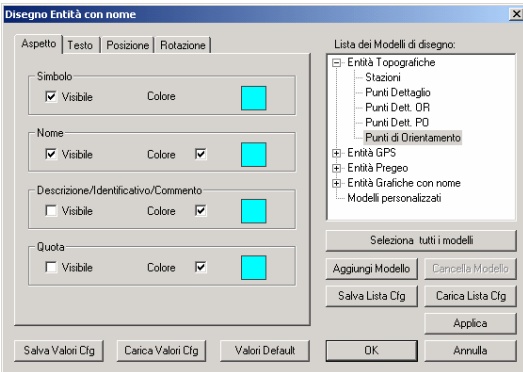 Disegno Entità con nome
Aspetto Testo Posizione Rotazione
Simbolo
Visibile Colore
Nome
Visibile Colore
Descrizione/Identificativo/Commento
Visibile Colore
Quota
Visibile Colore
Salva Valori Cfg Carica Valori Cfg Valori Default
Lista dei Modelli di disegno:
Entità Topografiche
Stazioni
Punti Dettaglio
Punti Dett. OR
Punti Dett. PO
Punti di Orientamento
Entità GPS
Entità Pregeo
Entità Grafiche con nome
Modelli personalizzati
Seleziona tutti i modelli
Aggiungi Modello Cancella Modello
Salva Lista Cfg Carica Lista Cfg
Applica
OK Annulla